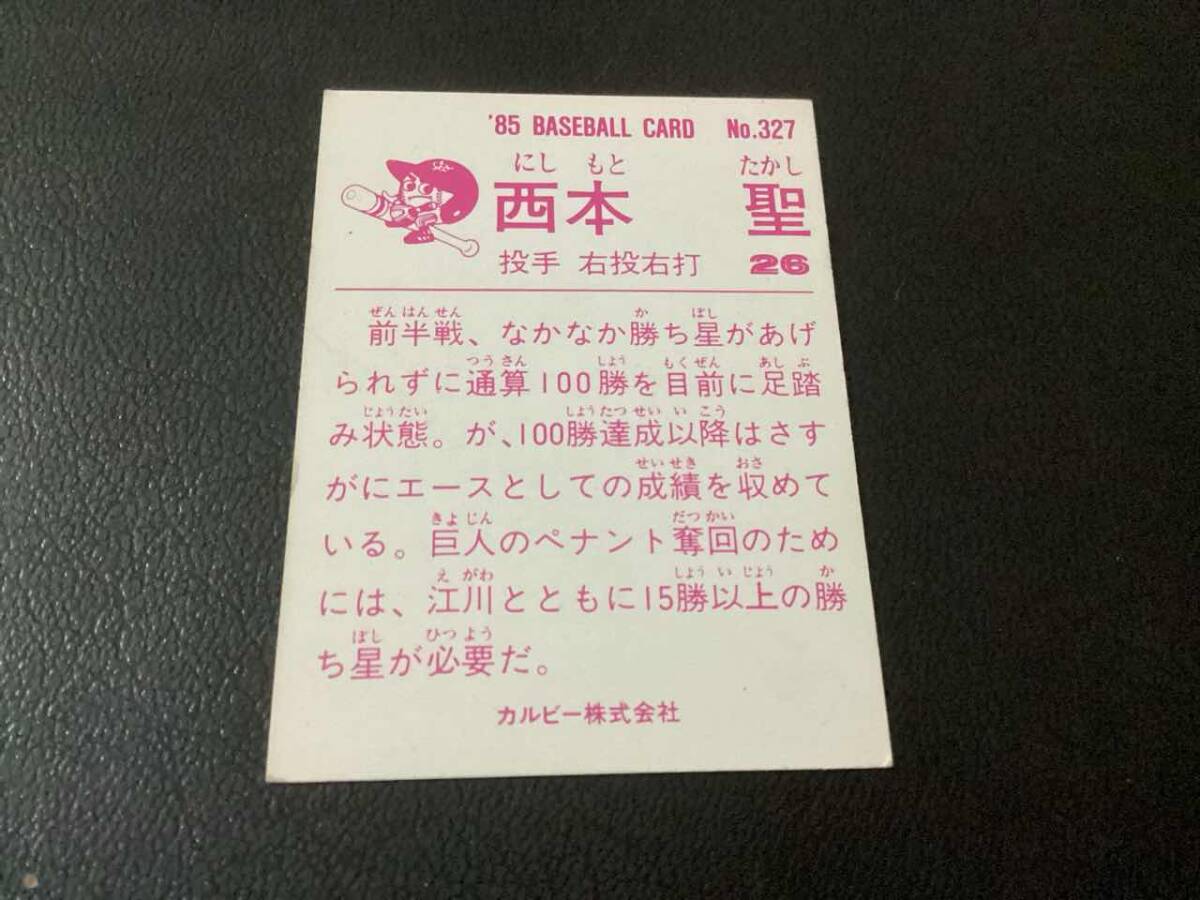 '85 BASEBALL CARD No.327
にし もと たかし
西本 聖
投手 右投右打 26
ぜん はん せん か ぼし
前半戦、なかなか勝ち星があげ
つう さん しょう もく ぜん あし ぶ
られずに通算100勝を目前に足踏
じょう たい しょう たつ せい い こう
み状態。が、100勝達成以降はさす
せい せき おさ
がにエースとしての成績を収めて
きょ じん だつ かい
いる。巨人のペナント奪回のため
え がわ しょう い じょう か
には、江川とともに15勝以上の勝
ぼし ひつ よう
ち星が必要だ。
カルビー株式会社